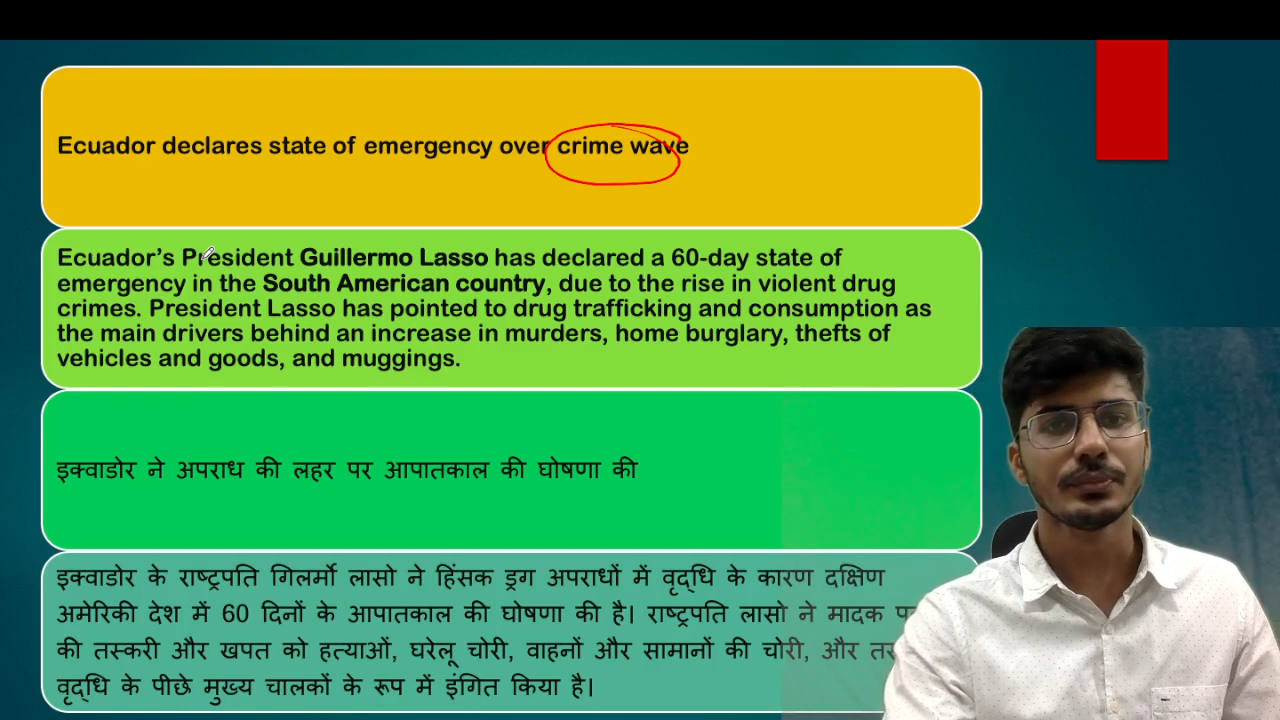 Ecuador declares state of emergency over crime wave
Ecuador’s President Guillermo Lasso has declared a 60-day state of
emergency in the South American country, due to the rise in violent drug
crimes. President Lasso has pointed to drug trafficking and consumption as
the main drivers behind an increase in murders, home burglary, thefts of
vehicles and goods, and muggings.
इक्वाडोर ने अपराध की लहर पर आपातकाल की घोषणा की
इक्वाडोर के राष्ट्रपति गिलर्मो लासो ने हिंसक ड्रग अपराधों में वृद्धि के कारण दक्षिण
अमेरिकी देश में 60 दिनों के आपातकाल की घोषणा की है। राष्ट्रपति लासो ने मादक
की तस्करी और खपत को हत्याओं, घरेलू चोरी, वाहनों और सामानों की चोरी, और
वृद्धि के पीछे मुख्य चालकों के रूप में इंगित किया है।